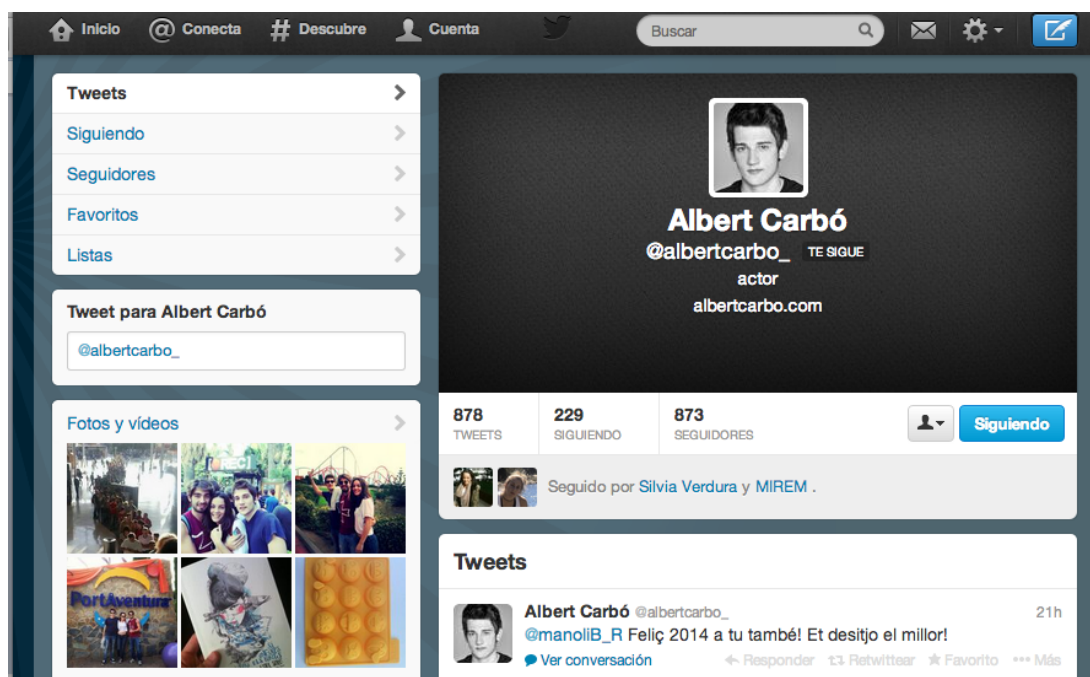 Inicio Conecta Descubre Cuenta Buscar
Tweets
Siguiendo
Seguidores
Favoritos
Listas
Tweet para Albert Carbó
@albertcarbo_
Fotos y vídeos
REC
PortAventura
Albert Carbó
@albertcarbo_ TE SIGUE
actor
albertcarbo.com
878 229 873
TWEETS SIGUIENDO SEGUIDORES
Siguiendo
Seguido por Silvia Verdura y MIREM .
Tweets
Albert Carbó @albertcarbo_ 21h
@manoliB_R Feliç 2014 a tu també! Et desitjo el millor!
Ver conversación Responder Retwittear Favorito Más